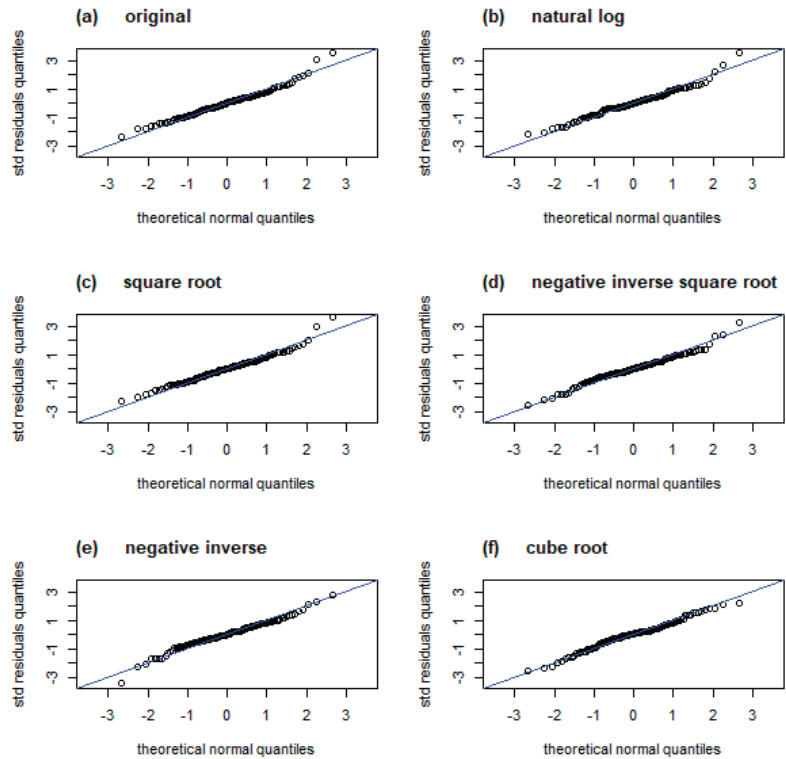 (a) original
std residuals quantiles
3
1
-1
-3
-3 -2 -1 0 1 2 3
theoretical normal quantiles
(b) natural log
std residuals quantiles
3
1
-1
-3
-3 -2 -1 0 1 2 3
theoretical normal quantiles
(c) square root
std residuals quantiles
3
1
-1
-3
-3 -2 -1 0 1 2 3
theoretical normal quantiles
(d) negative inverse square root
std residuals quantiles
3
1
-1
-3
-3 -2 -1 0 1 2 3
theoretical normal quantiles
(e) negative inverse
std residuals quantiles
3
1
-1
-3
-3 -2 -1 0 1 2 3
theoretical normal quantiles
(f) cube root
std residuals quantiles
3
1
-1
-3
-3 -2 -1 0 1 2 3
theoretical normal quantiles